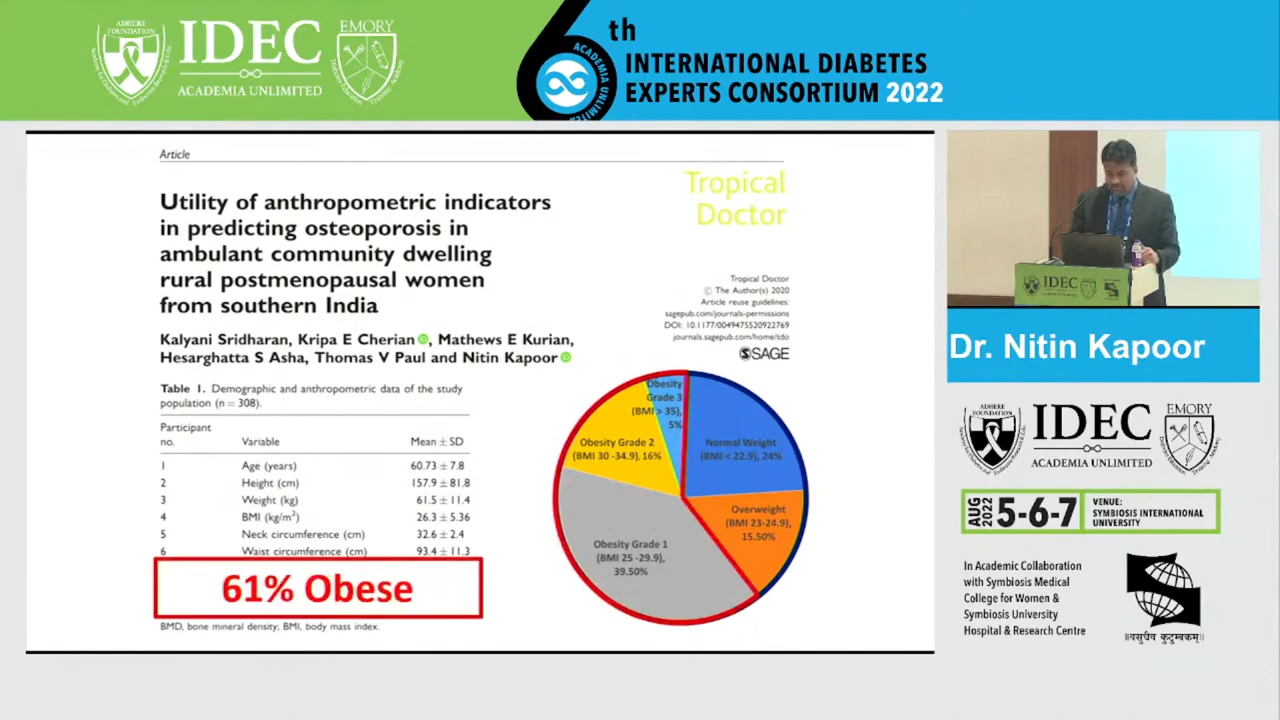 ADHERE
FOUNDATION
IDEC
ACADEMIA UNLIMITED
EMORY
ACADEMIA UNLIMITED
6th
INTERNATIONAL DIABETES
EXPERTS CONSORTIUM 2022
Article
Utility of anthropometric indicators
in predicting osteoporosis in
ambulant community dwelling
rural postmenopausal women
from southern India
Tropical
Doctor
Tropical Doctor
© The Author(s) 2020
Article reuse guidelines:
sagepub.com/journals-permissions
DOI: 10.1177/0049475520922769
journals.sagepub.com/home/tdo
SAGE
Kalyani Sridharan, Kripa E Cherian, Mathews E Kurian,
Hesarghatta S Asha, Thomas V Paul and Nitin Kapoor
Table 1. Demographic and anthropometric data of the study
population (n = 308).
Participant
no. Variable Mean ± SD
1 Age (years) 60.73 ± 7.8
2 Height (cm) 157.9 ± 81.8
3 Weight (kg) 61.5 ± 11.4
4 BMI (kg/m²) 26.3 ± 5.36
5 Neck circumference (cm) 32.6 ± 2.4
6 Waist circumference (cm) 93.4 ± 11.3
61% Obese
BMD, bone mineral density; BMI, body mass index.
Obesity
Grade 3
(BMI > 35),
5%
Obesity Grade 2
(BMI 30 -34.9), 16%
Normal Weight
(BMI < 22.9), 24%
Overweight
(BMI 23-24.9),
15.50%
Obesity Grade 1
(BMI 25 -29.9),
39.50%
IDEC
Dr. Nitin Kapoor
ADHERE
FOUNDATION
IDEC
ACADEMIA UNLIMITED
EMORY
AUG
2022
5-6-7
VENUE:
SYMBIOSIS INTERNATIONAL
UNIVERSITY
In Academic Collaboration
with Symbiosis Medical
College for Women &
Symbiosis University
Hospital & Research Centre
॥वसुधैव कुटुम्बकम्॥